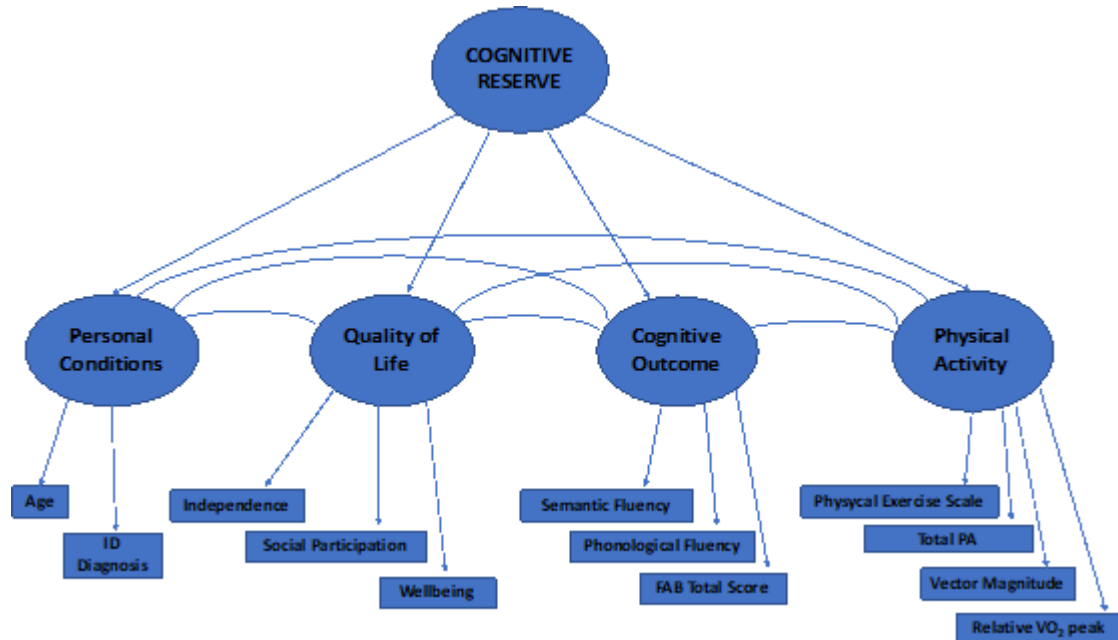 COGNITIVE
RESERVE
Personal
Conditions
Quality of
Life
Cognitive
Outcome
Physical
Activity
Age
ID
Diagnosis
Independence
Social Participation
Wellbeing
Semantic Fluency
Phonological Fluency
FAB Total Score
Physycal Exercise Scale
Total PA
Vector Magnitude
Relative VO₂ peak